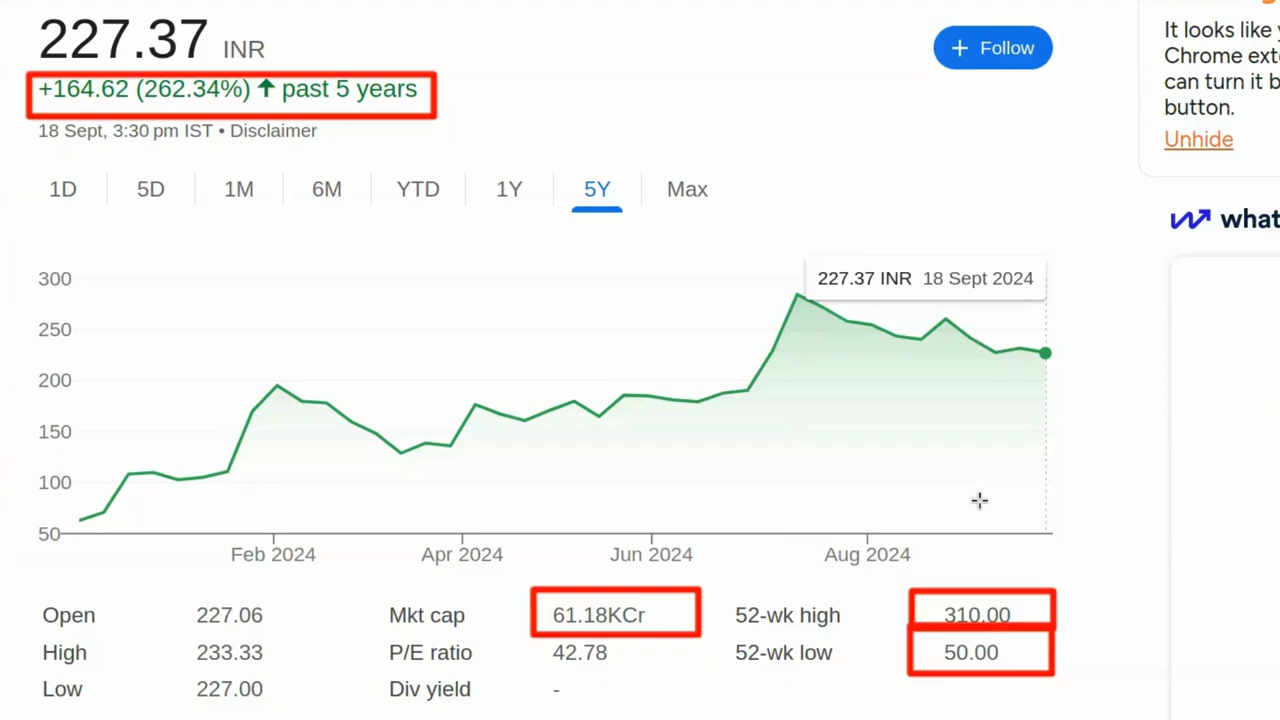 227.37 INR
+ Follow
+164.62 (262.34%) ↑ past 5 years
18 Sept, 3:30 pm IST • Disclaimer
1D 5D 1M 6M YTD 1Y 5Y Max
227.37 INR 18 Sept 2024
300
250
200
150
100
50
Feb 2024 Apr 2024 Jun 2024 Aug 2024
Open 227.06 Mkt cap 61.18KCr 52-wk high 310.00
High 233.33 P/E ratio 42.78 52-wk low 50.00
Low 227.00 Div yield -
It looks like
Chrome
can turn it
button.
Unhide